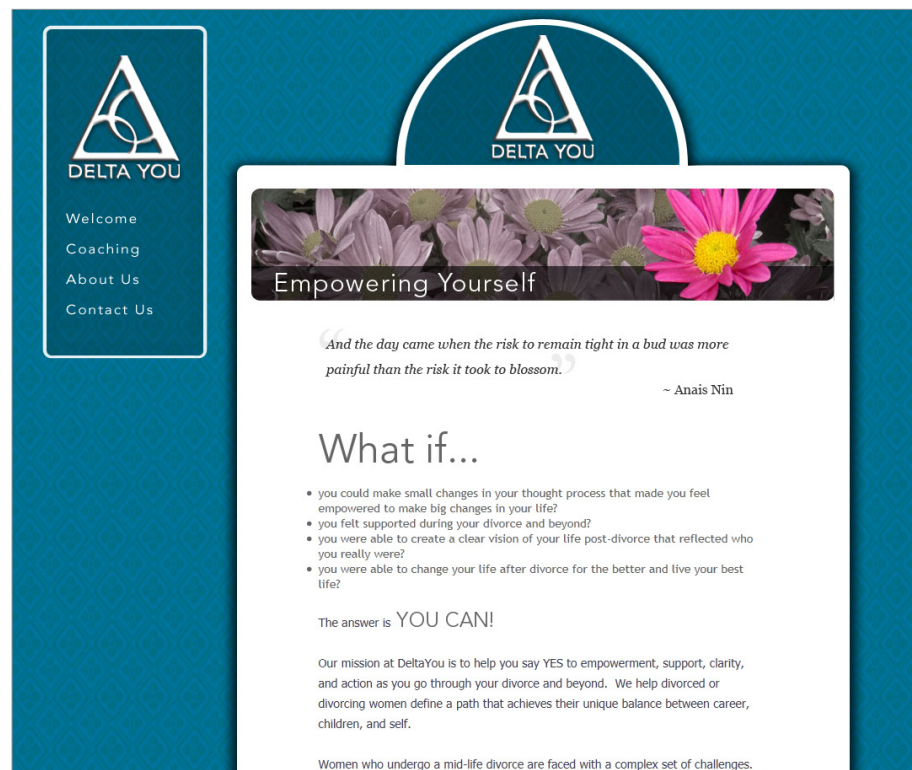 DELTA YOU
Welcome
Coaching
About Us
Contact Us
DELTA YOU
Empowering Yourself
“And the day came when the risk to remain tight in a bud was more
painful than the risk it took to blossom.”
~ Anais Nin
What if...
• you could make small changes in your thought process that made you feel
empowered to make big changes in your life?
• you felt supported during your divorce and beyond?
• you were able to create a clear vision of your life post-divorce that reflected who
you really were?
• you were able to change your life after divorce for the better and live your best
life?
The answer is YOU CAN!
Our mission at DeltaYou is to help you say YES to empowerment, support, clarity,
and action as you go through your divorce and beyond.  We help divorced or
divorcing women define a path that achieves their unique balance between career,
children, and self.
Women who undergo a mid-life divorce are faced with a complex set of challenges.